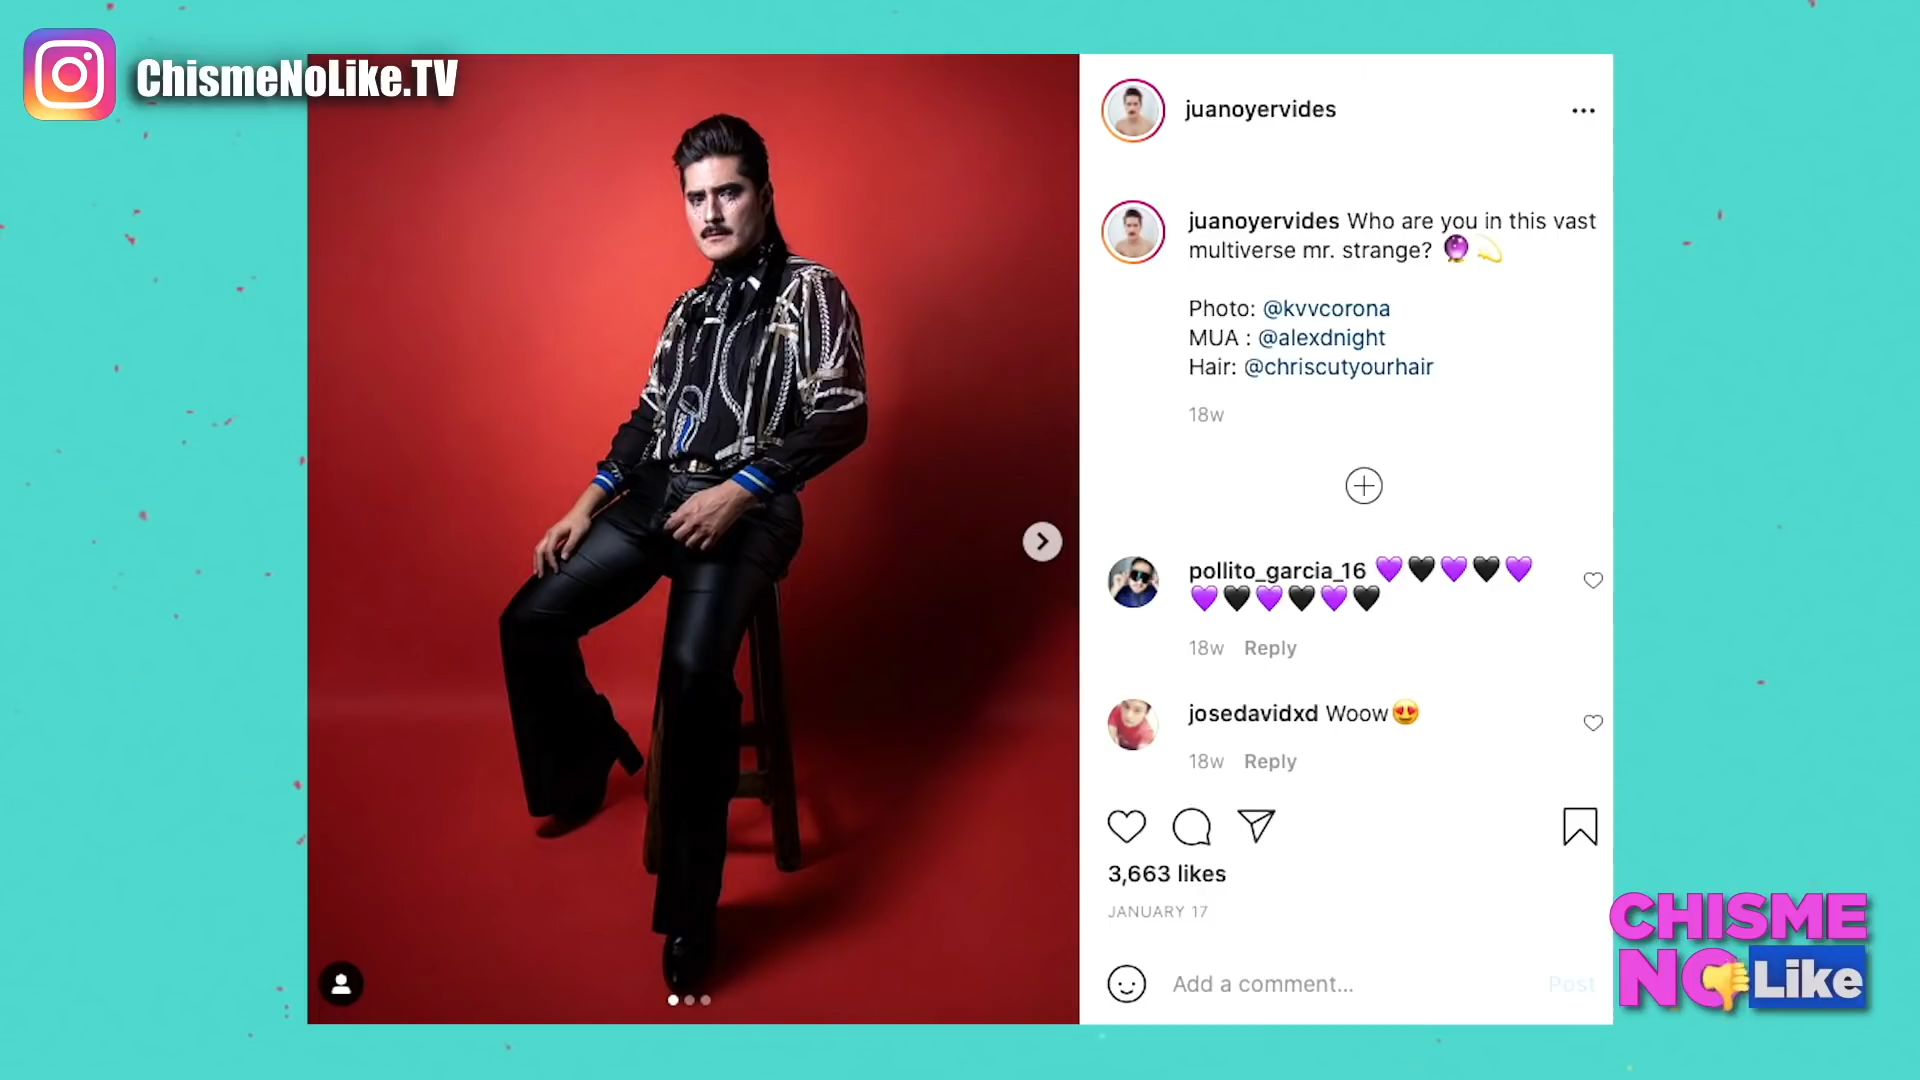 ChismeNoLike.TV
juanoyervides
juanoyervides Who are you in this vast
multiverse mr. strange? 🔮💫
Photo: @kvvcorona
MUA : @alexdnight
Hair: @chriscutyourhair
18w
pollito_garcia_16 💜🖤💜🖤💜
💜🖤💜🖤💜🖤
18w Reply
josedavidxd Woow😍
18w Reply
3,663 likes
JANUARY 17
Add a comment... Post
CHISME
NO Like